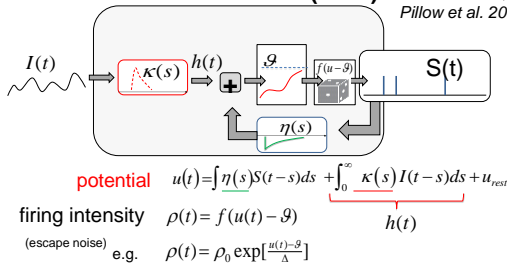 Pillow et al. 20
I(t)
κ(s)
h(t)
+
ϑ
f(u-ϑ)
S(t)
η(s)
potential u(t)=∫η(s)S(t−s)ds +∫₀^∞ κ(s)I(t−s)ds+u_rest
h(t)
firing intensity ρ(t) = f(u(t)−ϑ)
(escape noise) e.g. ρ(t) = ρ₀ exp[(u(t)−ϑ)/Δ]